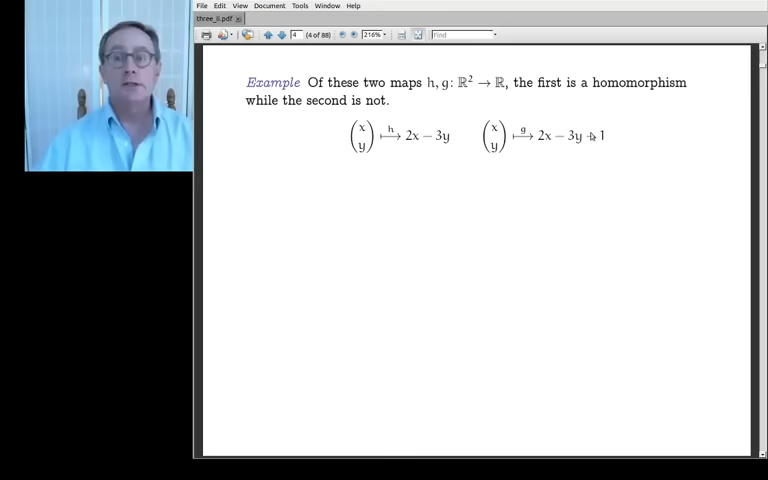 File Edit View Document Tools Window Help
three_ii.pdf
4 (4 of 88) 216% Find
Example Of these two maps h, g: ℝ² → ℝ, the first is a homomorphism
while the second is not.
(x y) ⟼ʰ 2x − 3y (x y) ⟼ᵍ 2x − 3y + 1